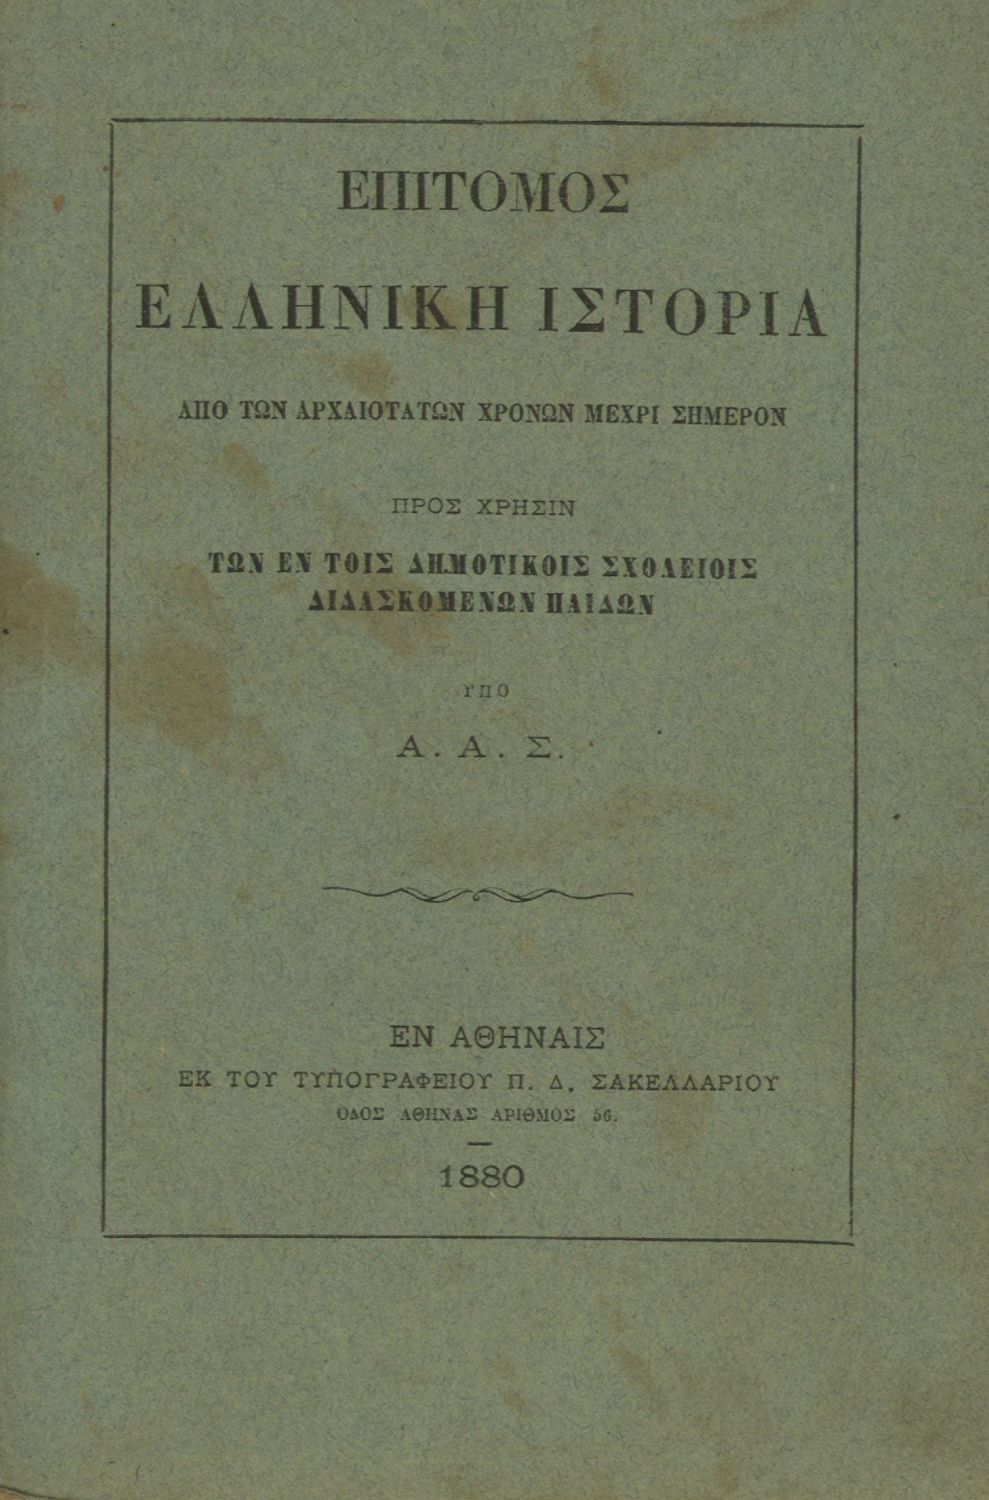 ΕΠΙΤΟΜΟΣ
ΕΛΛΗΝΙΚΗ ΙΣΤΟΡΙΑ
ΑΠΟ ΤΩΝ ΑΡΧΑΙΟΤΑΤΩΝ ΧΡΟΝΩΝ ΜΕΧΡΙ ΣΗΜΕΡΟΝ
ΠΡΟΣ ΧΡΗΣΙΝ
ΤΩΝ ΕΝ ΤΟΙΣ ΔΗΜΟΤΙΚΟΙΣ ΣΧΟΛΕΙΟΙΣ
ΔΙΔΑΣΚΟΜΕΝΩΝ ΠΑΙΔΩΝ
ΥΠΟ
Α. Α. Σ.
ΕΝ ΑΘΗΝΑΙΣ
ΕΚ ΤΟΥ ΤΥΠΟΓΡΑΦΕΙΟΥ Π. Δ. ΣΑΚΕΛΛΑΡΙΟΥ
ΟΔΟΣ ΑΘΗΝΑΣ ΑΡΙΘΜΟΣ 56.
1880